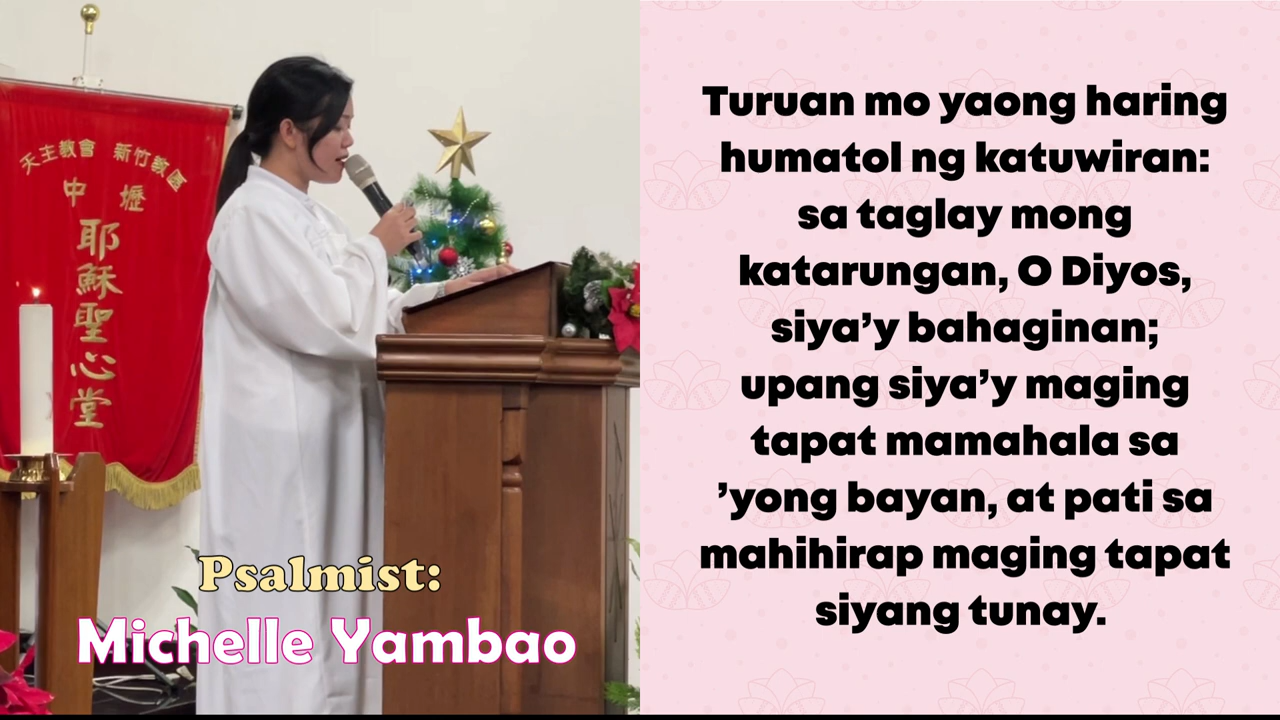 天主教會 新竹教區
中壢
耶穌聖心堂
Psalmist:
Michelle Yambao
Turuan mo yaong haring
humatol ng katuwiran:
sa taglay mong
katarungan, O Diyos,
siya’y bahaginan;
upang siya’y maging
tapat mamahala sa
’yong bayan, at pati sa
mahihirap maging tapat
siyang tunay.